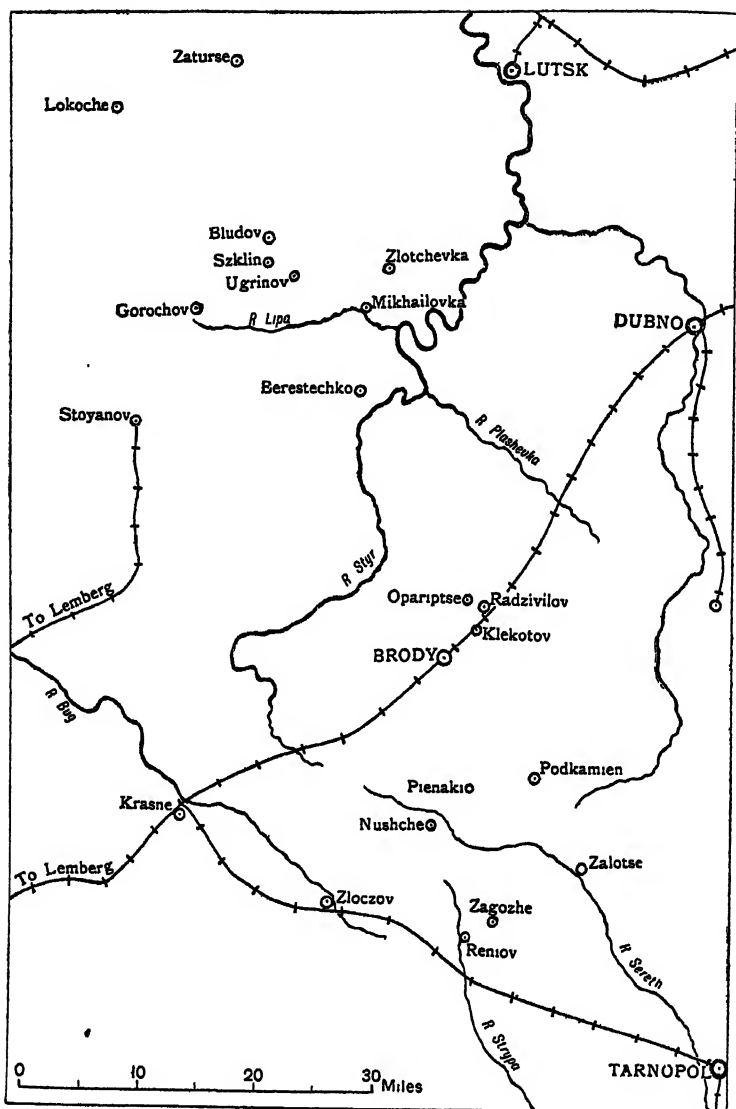 Zaturse
LUTSK
Lokoche
Bludov
Szklin
Zlotchevka
Ugrinov
Gorochov
R Lipa
Mikhailovka
DUBNO
Berestechko
Stoyanov
R Plashevka
R Styr
Opariptse
Radzivilov
To Lemberg
Klekotov
BRODY
R Bug
Podkamien
Pienaki
Krasne
Nushche
Zalotse
To Lemberg
Zloczov
Zagozhe
Reniov
R Sereth
R Strypa
TARNOPOL
0 10 20 30
Miles